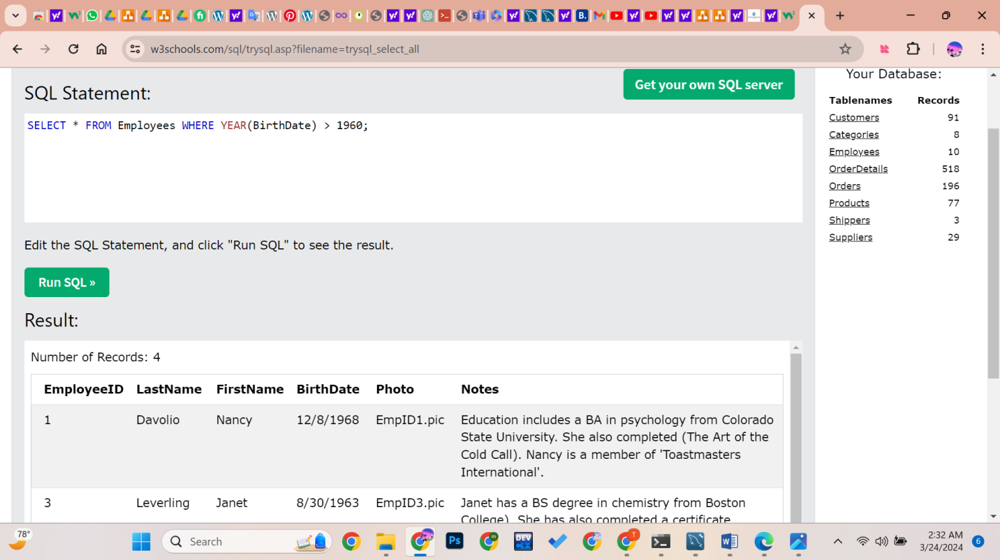 w3schools.com/sql/trysql.asp?filename=trysql_select_all
SQL Statement:
Get your own SQL server
SELECT * FROM Employees WHERE YEAR(BirthDate) > 1960;
Edit the SQL Statement, and click "Run SQL" to see the result.
Run SQL »
Result:
Number of Records: 4
EmployeeID LastName FirstName BirthDate Photo Notes
1 Davolio Nancy 12/8/1968 EmpID1.pic Education includes a BA in psychology from Colorado
State University. She also completed (The Art of the
Cold Call). Nancy is a member of 'Toastmasters
International'.
3 Leverling Janet 8/30/1963 EmpID3.pic Janet has a BS degree in chemistry from Boston
College). She has also completed a certificate
Your Database:
Tablenames Records
Customers 91
Categories 8
Employees 10
OrderDetails 518
Orders 196
Products 77
Shippers 3
Suppliers 29
78°
Search
Ps
DEV
T
2:32 AM
3/24/2024
6